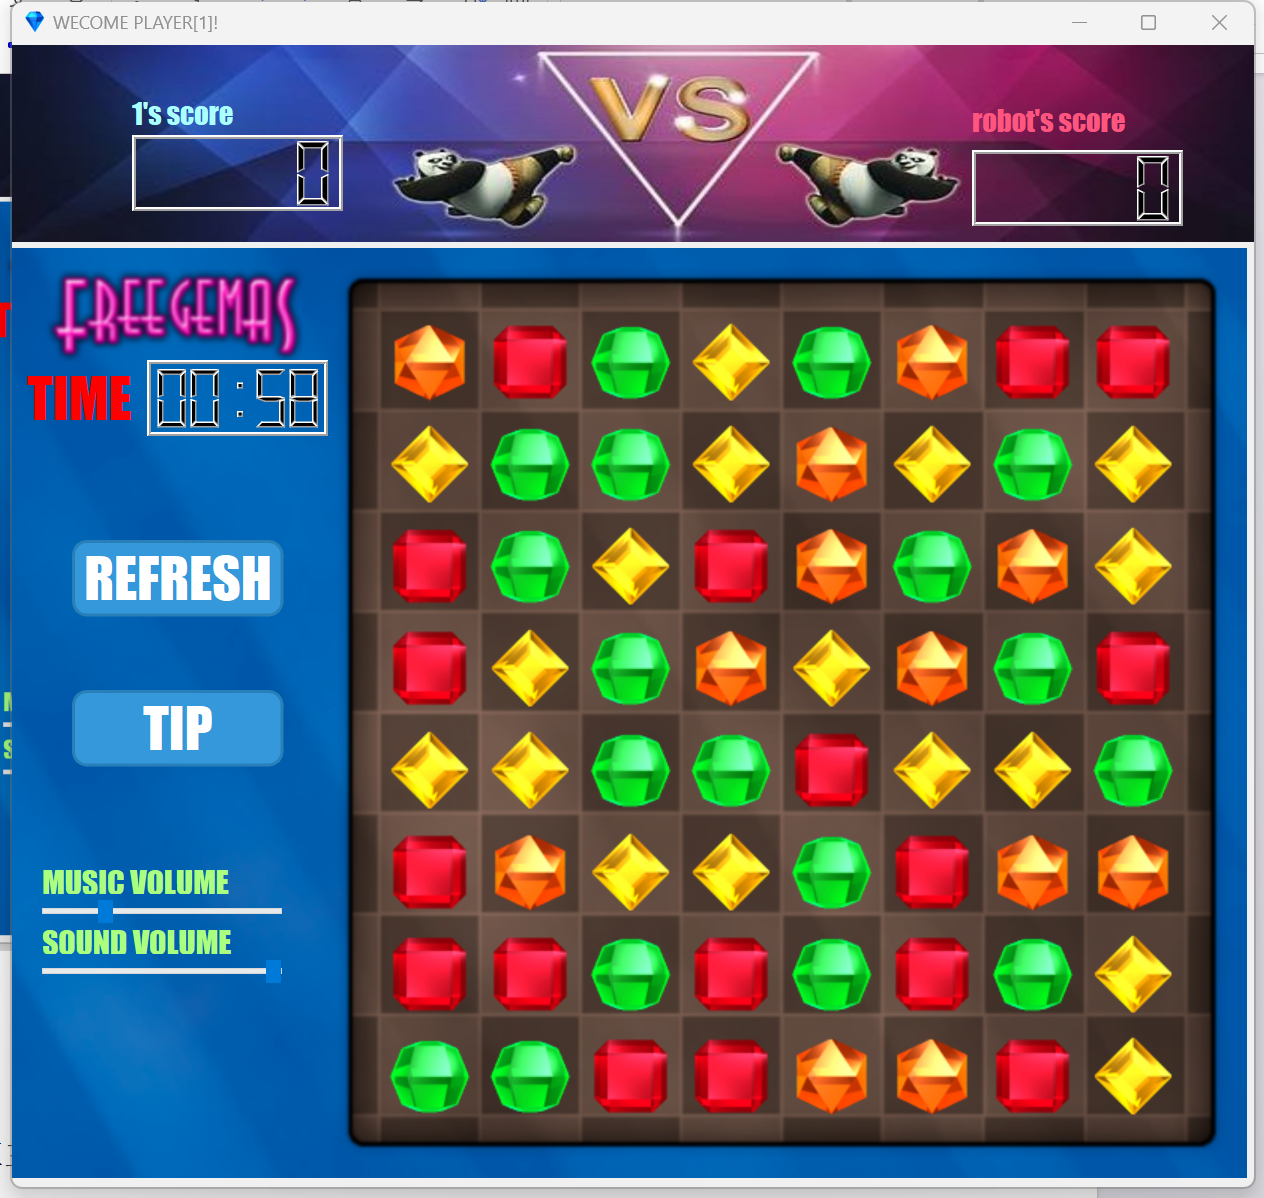 WECOME PLAYER[1]!
VS
1's score
robot's score
0
0
FREEGEMAS
TIME 00:58
REFRESH
TIP
MUSIC VOLUME
SOUND VOLUME